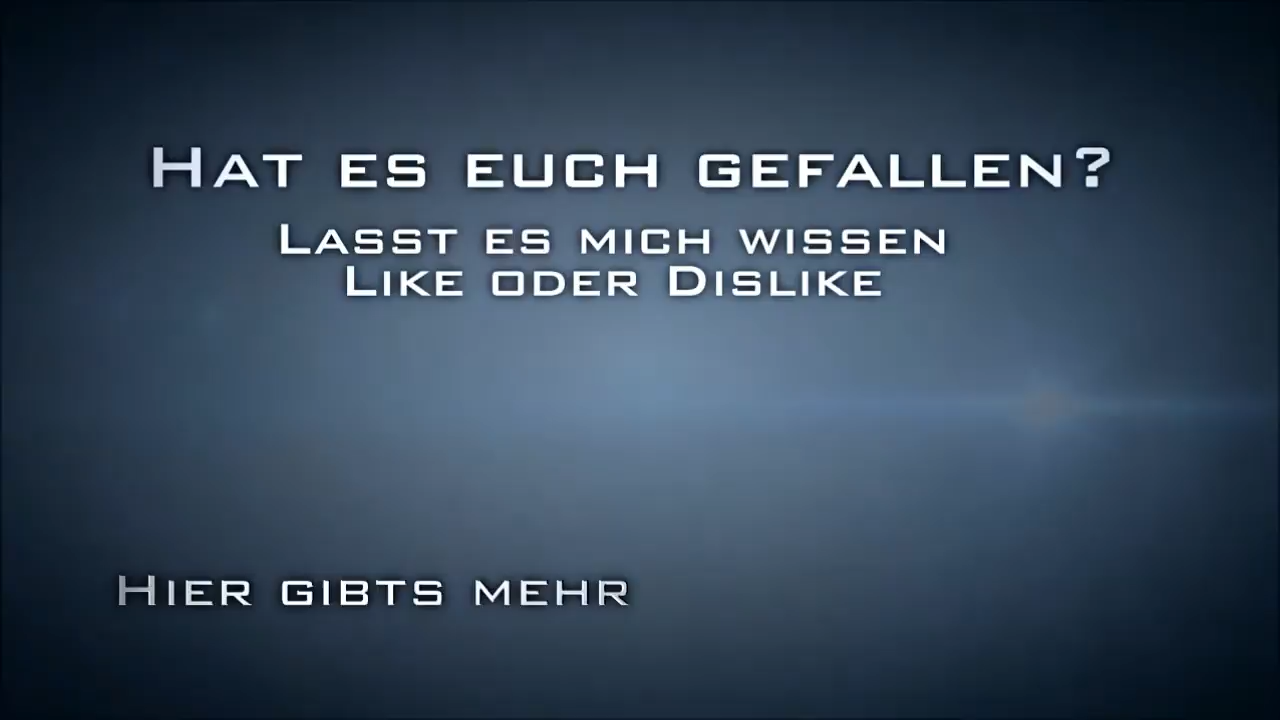 Hat es euch gefallen?
Lasst es mich wissen
Like oder Dislike
Hier gibts mehr